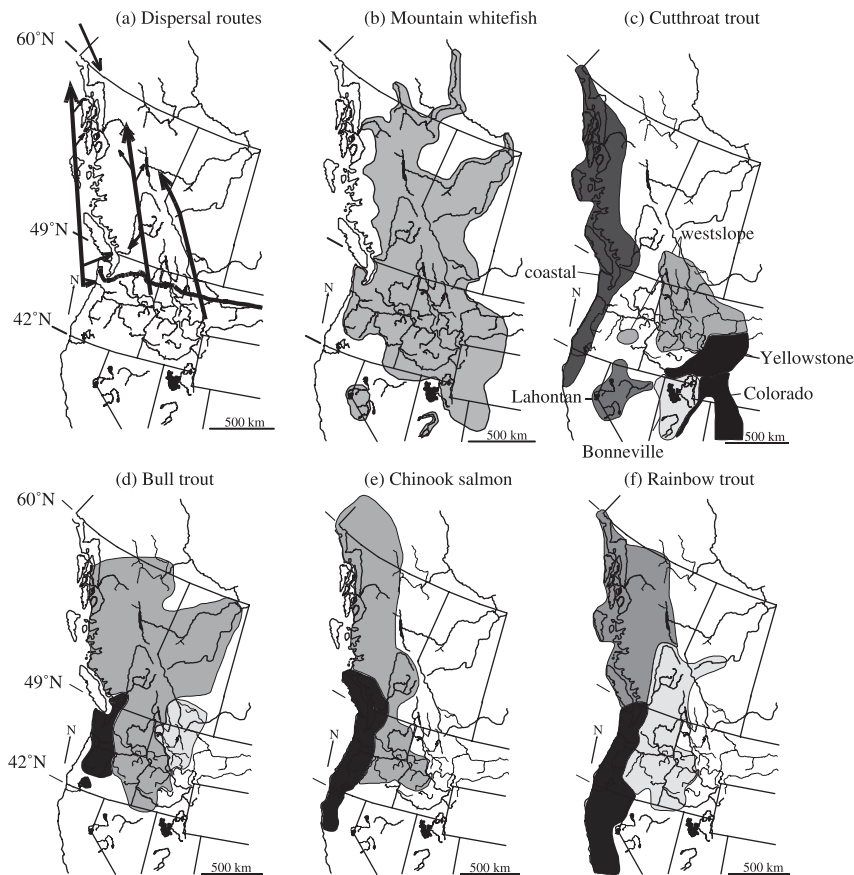 (a) Dispersal routes
60˚N
49˚N
N
42˚N
500 km
(b) Mountain whitefish
N
500 km
(c) Cutthroat trout
westslope
coastal
N
Yellowstone
Lahontan
Colorado
Bonneville
500 km
(d) Bull trout
60˚N
49˚N
N
42˚N
500 km
(e) Chinook salmon
N
500 km
(f) Rainbow trout
N
500 km